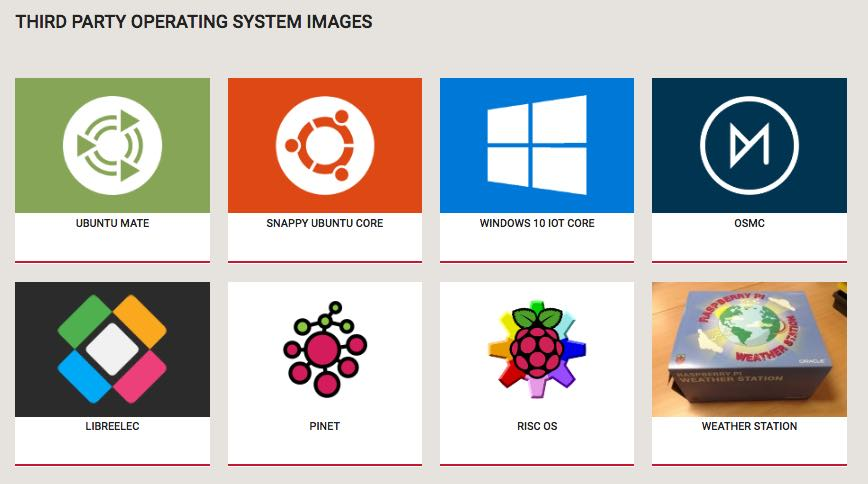 THIRD PARTY OPERATING SYSTEM IMAGES
UBUNTU MATE
SNAPPY UBUNTU CORE
WINDOWS 10 IOT CORE
OSMC
LIBREELEC
PINET
RISC OS
RASPBERRY PI
WEATHER STATION
ORACLE
RASPBERRY PI
WEATHER STATION
WEATHER STATION